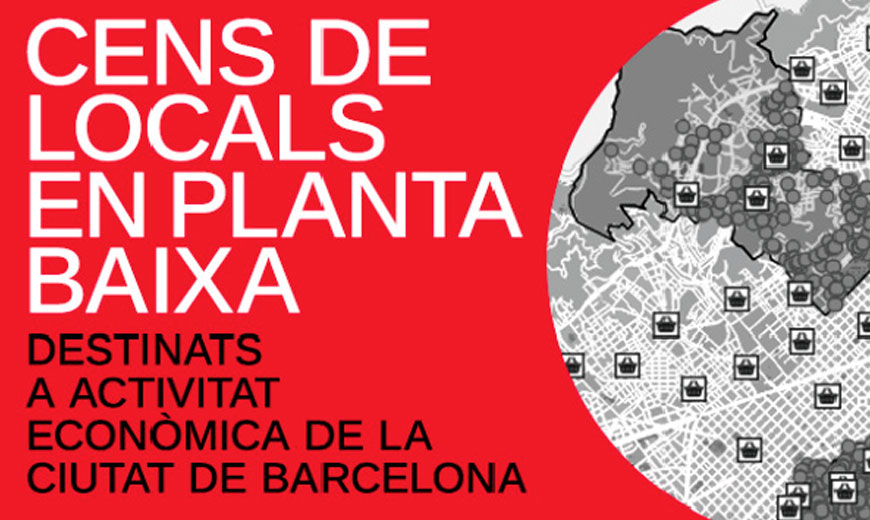 CENS DE
LOCALS
EN PLANTA
BAIXA
DESTINATS
A ACTIVITAT
ECONÒMICA DE LA
CIUTAT DE BARCELONA